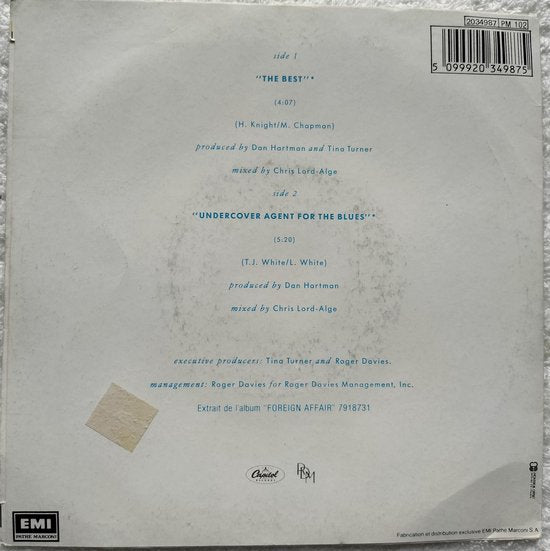 2034987 PM 102
5 099920 349875
side 1
"THE BEST"*
(4:07)
(H. Knight/M. Chapman)
produced by Dan Hartman and Tina Turner
mixed by Chris Lord-Alge
side 2
"UNDERCOVER AGENT FOR THE BLUES"*
(5:20)
(T.J. White/L. White)
produced by Dan Hartman
mixed by Chris Lord-Alge
executive producers: Tina Turner and Roger Davies.
management: Roger Davies for Roger Davies Management, Inc.
Extrait de l'album "FOREIGN AFFAIR" 7918731
Capitol
RECORDS
RDM
EMI
PATHE MARCONI
Fabrication et distribution exclusive EMI Pathe Marconi S.A.